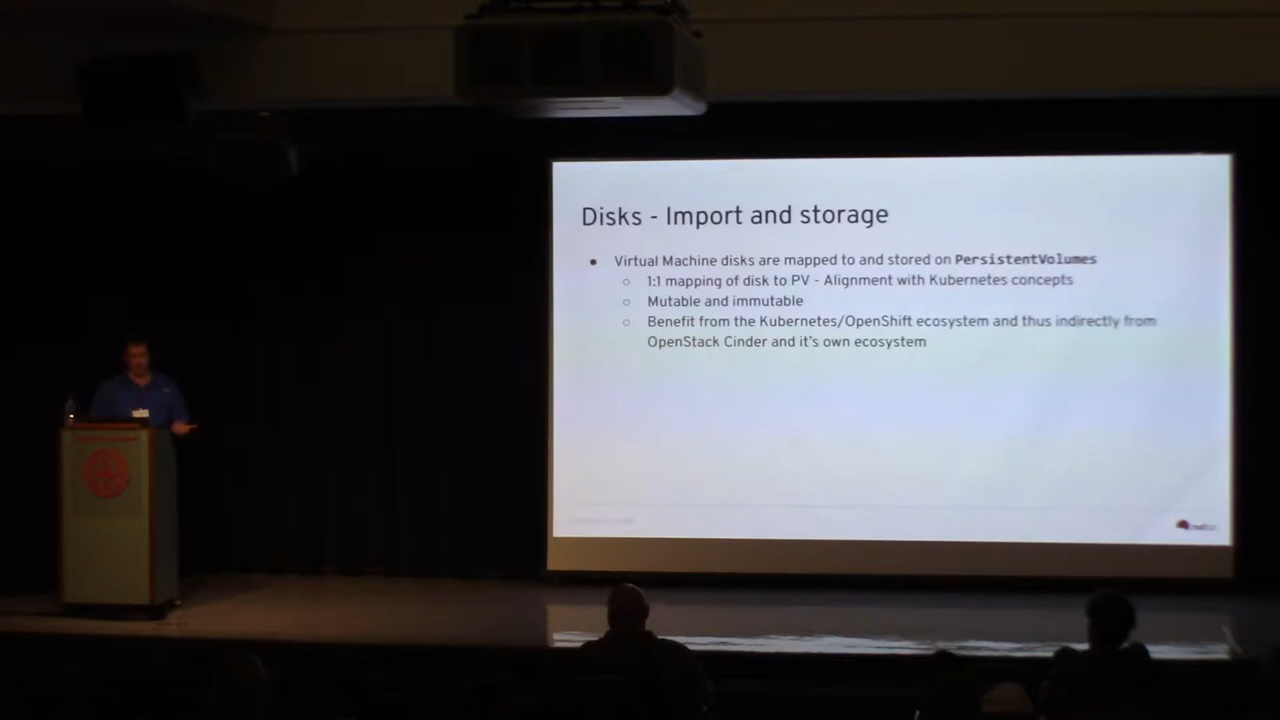 Disks - Import and storage
● Virtual Machine disks are mapped to and stored on PersistentVolumes
○ 1:1 mapping of disk to PV - Alignment with Kubernetes concepts
○ Mutable and immutable
○ Benefit from the Kubernetes/OpenShift ecosystem and thus indirectly from
OpenStack Cinder and it's own ecosystem